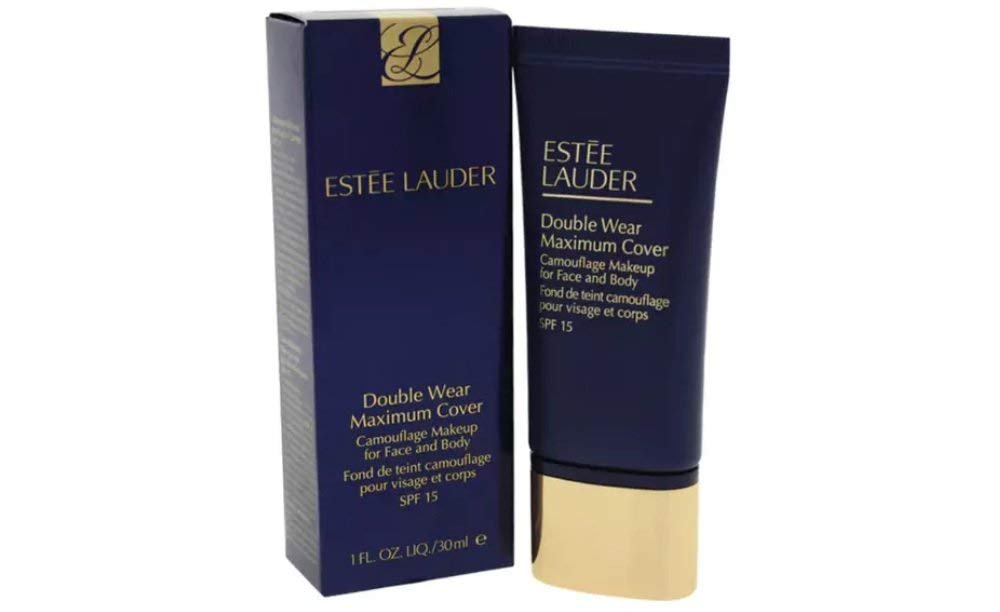 ESTĒE LAUDER
Double Wear
Maximum Cover
Camouflage Makeup
for Face and Body
Fond de teint camouflage
pour visage et corps
SPF 15
1 FL. OZ. LIQ./30ml e
ESTĒE
LAUDER
Double Wear
Maximum Cover
Camouflage Makeup
for Face and Body
Fond de teint camouflage
pour visage et corps
SPF 15